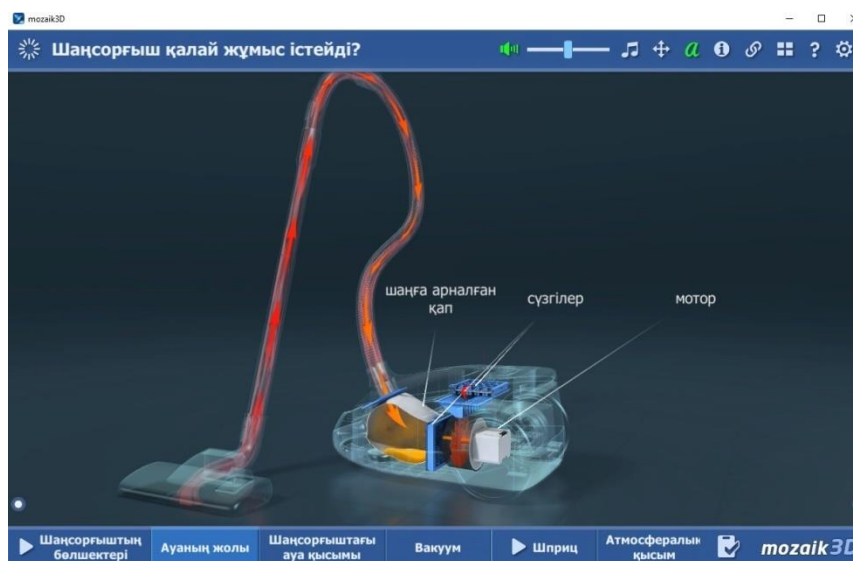 mozaik3D
Шаңсорғыш қалай жұмыс істейді?
шаңға арналған
қап
сүзгілер
мотор
Шаңсорғыштың
бөлшектері
Ауаның жолы
Шаңсорғыштағы
ауа қысымы
Вакуум
Шприц
Атмосфералық
қысым
mozaik3D